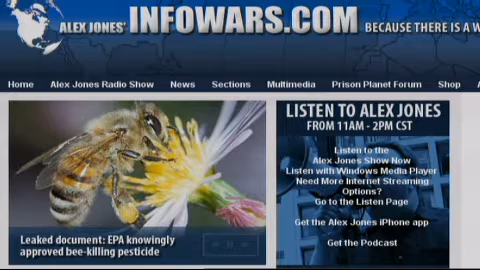 ALEX JONES' INFOWARS.COM BECAUSE THERE IS A W
Home Alex Jones Radio Show News Sections Multimedia Prison Planet Forum Shop A
LISTEN TO ALEX JONES
FROM 11AM - 2PM CST
Listen to the
Alex Jones Show Now
Listen with Windows Media Player
Need More Internet Streaming
Options?
Go to the Listen Page
Get the Alex Jones iPhone app
Get the Podcast
Leaked document: EPA knowingly
approved bee-killing pesticide